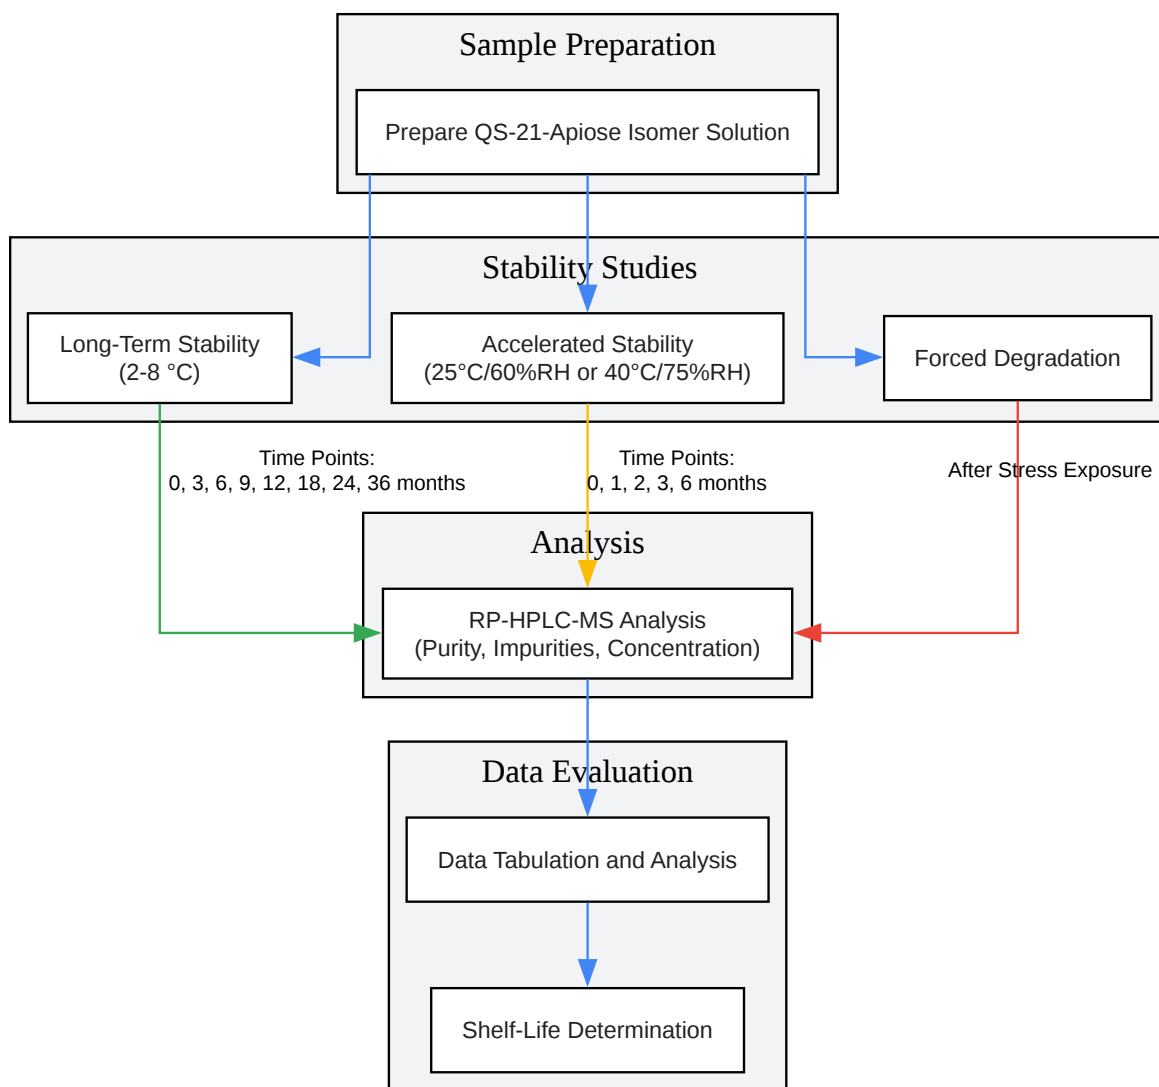 Sample Preparation
Prepare QS-21-Apiose Isomer Solution
Stability Studies
Long-Term Stability
(2-8 °C)
Accelerated Stability
(25°C/60%RH or 40°C/75%RH)
Forced Degradation
Time Points:
0, 3, 6, 9, 12, 18, 24, 36 months
Time Points:
0, 1, 2, 3, 6 months
After Stress Exposure
Analysis
RP-HPLC-MS Analysis
(Purity, Impurities, Concentration)
Data Evaluation
Data Tabulation and Analysis
Shelf-Life Determination